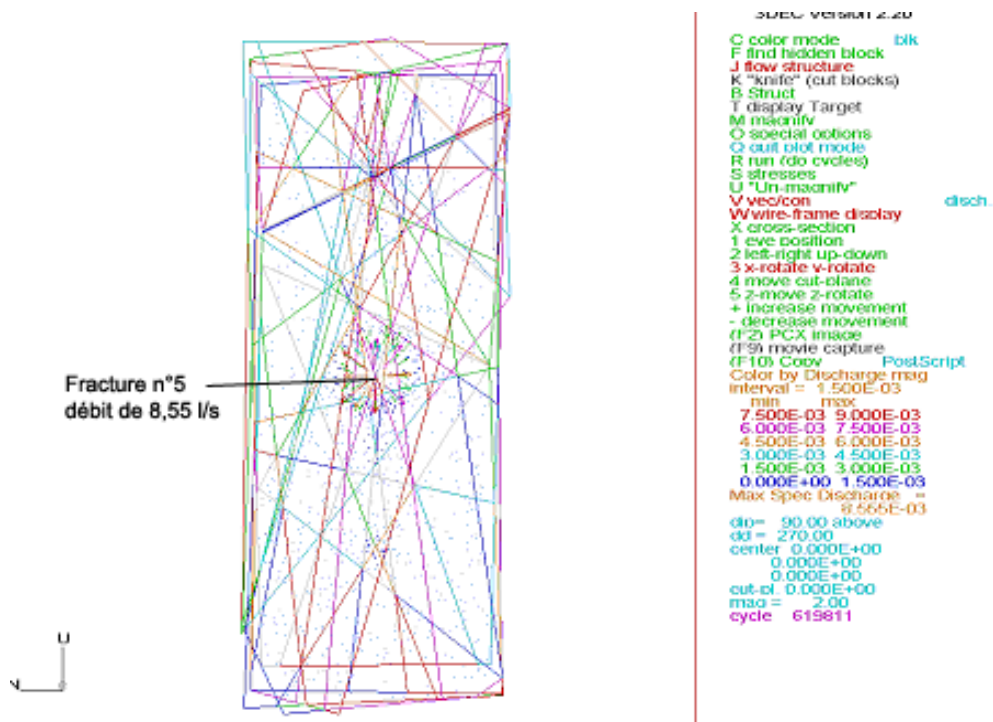 Fracture n°5
débit de 8,55 l/s
U
3DEC Version 2.20
C color mode blk
F find hidden block
J flow structure
K "knife" (cut blocks)
B Struct
T display Target
M magnify
O special options
Q quit plot mode
R run (do cycles)
S stresses
U "Un-magnify"
V vec/con disch.
W wire-frame display
X cross-section
1 eye position
2 left-right up-down
3 x-rotate y-rotate
4 move cut-plane
5 z-move z-rotate
+ increase movement
- decrease movement
(F2) PCX image
(F9) movie capture
(F10) Copy PostScript
Color by Discharge mag
interval = 1.500E-03
min max
7.500E-03 9.000E-03
6.000E-03 7.500E-03
4.500E-03 6.000E-03
3.000E-03 4.500E-03
1.500E-03 3.000E-03
0.000E+00 1.500E-03
Max Spec Discharge =
8.555E-03
dip= 90.00 above
dd = 270.00
center 0.000E+00
0.000E+00
0.000E+00
cut-pl. 0.000E+00
mag = 2.00
cycle 619811